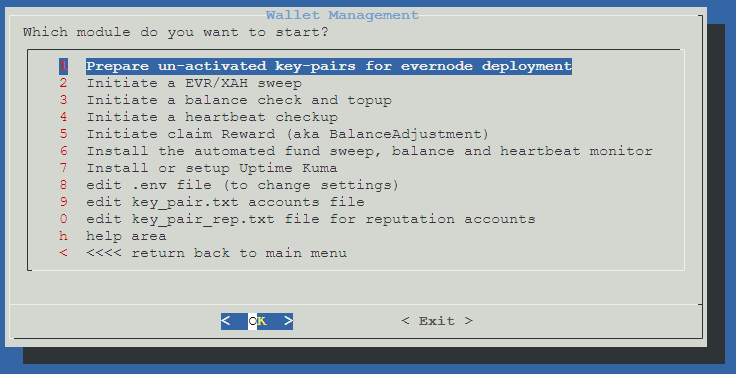 Wallet Management
Which module do you want to start?
1 Prepare un-activated key-pairs for evernode deployment
2 Initiate a EVR/XAH sweep
3 Initiate a balance check and topup
4 Initiate a heartbeat checkup
5 Initiate claim Reward (aka BalanceAdjustment)
6 Install the automated fund sweep, balance and heartbeat monitor
7 Install or setup Uptime Kuma
8 edit .env file (to change settings)
9 edit key_pair.txt accounts file
0 edit key_pair_rep.txt file for reputation accounts
h help area
< <<<< return back to main menu
< OK > < Exit >